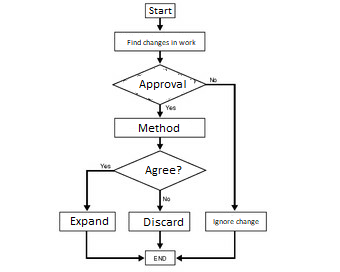 Start
Find changes in work
Approval
No
Yes
Method
Yes
Agree?
No
Expand
Discard
Ignore change
END